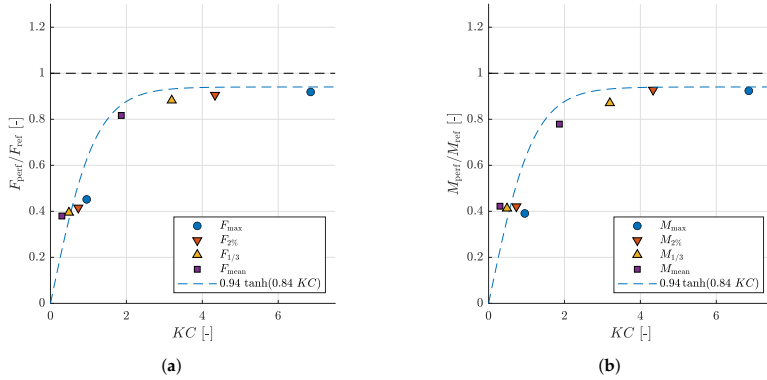 1.2
1
0.8
0.6
0.4
0.2
0
0 2 4 6
F_perf/F_ref [-]
KC [-]
F_max
F_2%
F_1/3
F_mean
0.94 tanh(0.84 KC)
(a)
1.2
1
0.8
0.6
0.4
0.2
0
0 2 4 6
M_perf/M_ref [-]
KC [-]
M_max
M_2%
M_1/3
M_mean
0.94 tanh(0.84 KC)
(b)